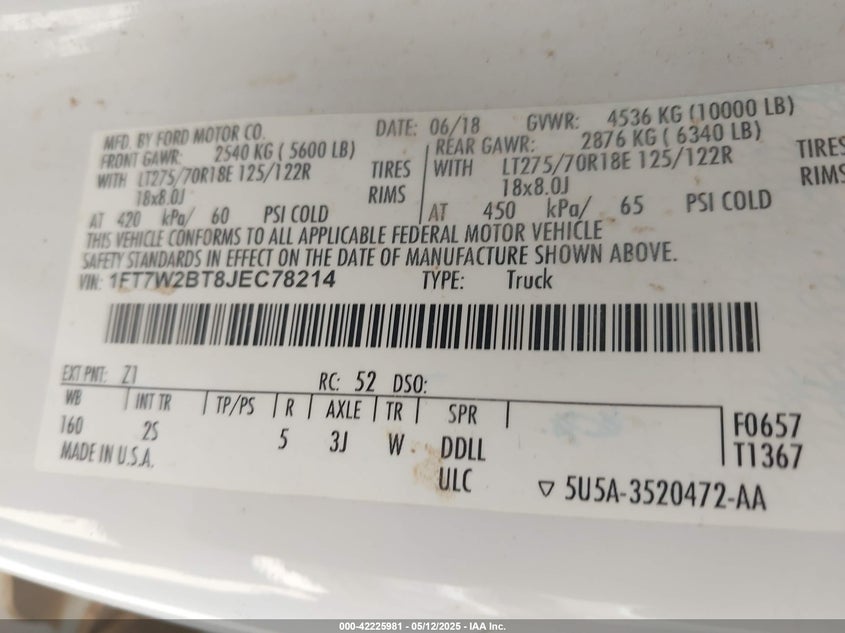 MFD. BY FORD MOTOR CO. DATE: 06/18 GVWR: 4536 KG (10000 LB)
FRONT GAWR: 2540 KG ( 5600 LB) REAR GAWR: 2876 KG ( 6340 LB)
WITH LT275/70R18E 125/122R TIRES WITH LT275/70R18E 125/122R TIRES
18x8.0J RIMS 18x8.0J RIMS
AT 420 kPa/ 60 PSI COLD AT 450 kPa/ 65 PSI COLD
THIS VEHICLE CONFORMS TO ALL APPLICABLE FEDERAL MOTOR VEHICLE
SAFETY STANDARDS IN EFFECT ON THE DATE OF MANUFACTURE SHOWN ABOVE.
VIN: 1FT7W2BT8JEC78214 TYPE: Truck
EXT PNT: Z1 RC: 52 DSO:
WB INT TR TP/PS R AXLE TR SPR F0657
160 2S 5 3J W DDLL T1367
MADE IN U.S.A. ULC ▽ 5U5A-3520472-AA
000-42225981 - 05/12/2025 - IAA Inc.